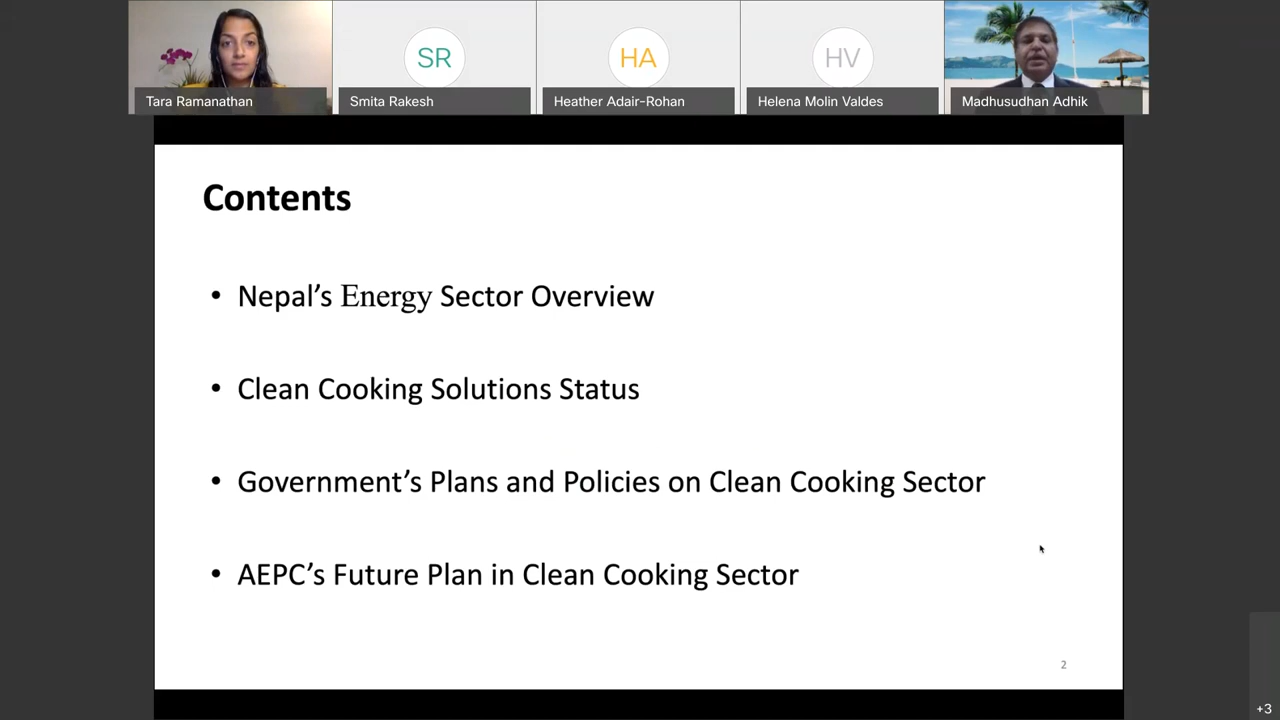 SR
HA
HV
Tara Ramanathan
Smita Rakesh
Heather Adair-Rohan
Helena Molin Valdes
Madhusudhan Adhik
Contents
• Nepal’s Energy Sector Overview
• Clean Cooking Solutions Status
• Government’s Plans and Policies on Clean Cooking Sector
• AEPC’s Future Plan in Clean Cooking Sector
2
+3